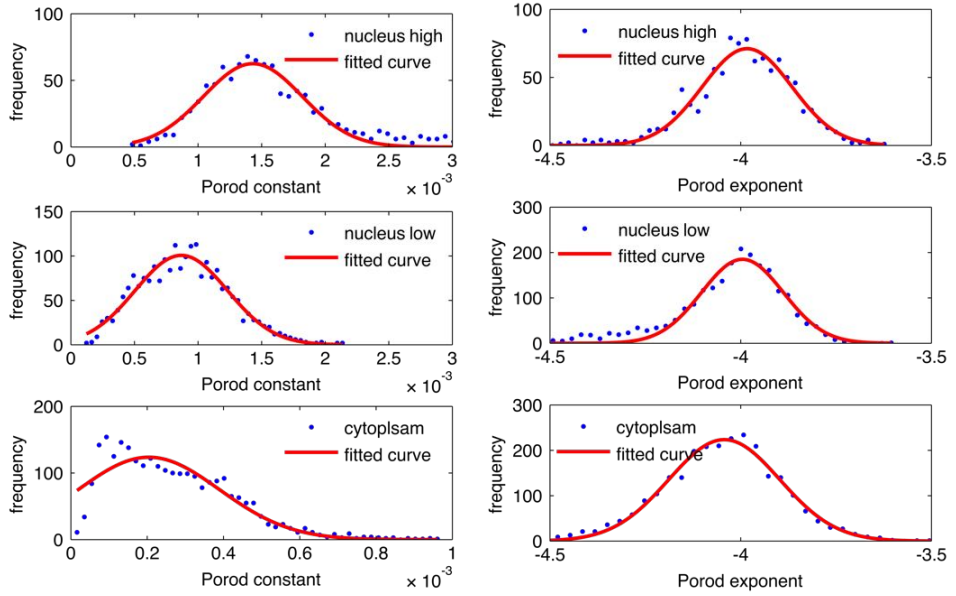 100
50
0
frequency
nucleus high
fitted curve
0 0.5 1 1.5 2 2.5 3
Porod constant
× 10⁻³
100
50
0
frequency
nucleus high
fitted curve
-4.5 -4 -3.5
Porod exponent
150
100
50
0
frequency
nucleus low
fitted curve
0 0.5 1 1.5 2 2.5 3
Porod constant
× 10⁻³
300
200
100
0
frequency
nucleus low
fitted curve
-4.5 -4 -3.5
Porod exponent
200
100
0
frequency
cytoplsam
fitted curve
0 0.2 0.4 0.6 0.8 1
Porod constant
× 10⁻³
300
200
100
0
frequency
cytoplsam
fitted curve
-4.5 -4 -3.5
Porod exponent